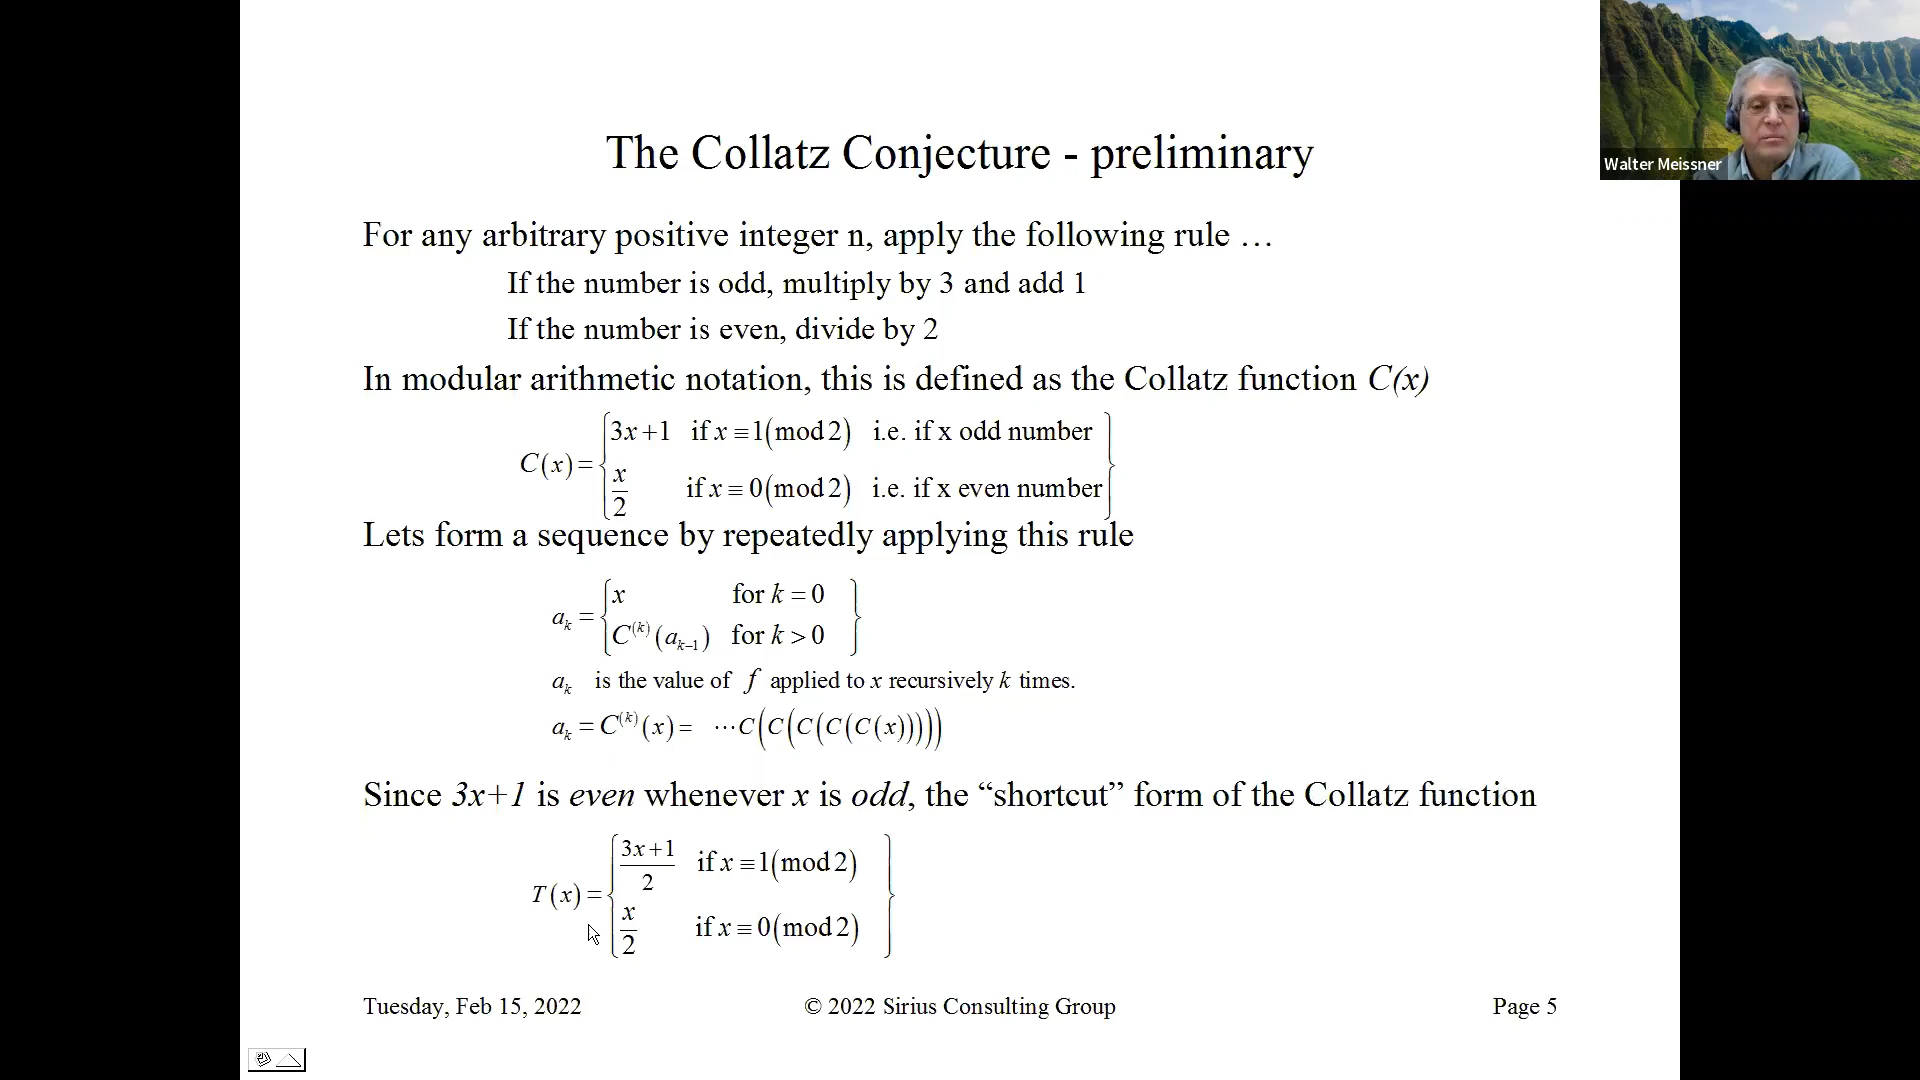 Walter Meissner
The Collatz Conjecture - preliminary
For any arbitrary positive integer n, apply the following rule …
If the number is odd, multiply by 3 and add 1
If the number is even, divide by 2
In modular arithmetic notation, this is defined as the Collatz function C(x)
C(x) = { 3x+1 if x ≡ 1(mod 2) i.e. if x odd number
x/2 if x ≡ 0(mod 2) i.e. if x even number }
Lets form a sequence by repeatedly applying this rule
a_k = { x for k = 0
C^(k)(a_{k−1}) for k > 0 }
a_k is the value of f applied to x recursively k times.
a_k = C^(k)(x) = ⋯C(C(C(C(C(x)))))
Since 3x+1 is even whenever x is odd, the “shortcut” form of the Collatz function
T(x) = { (3x+1)/2 if x ≡ 1(mod 2)
x/2 if x ≡ 0(mod 2) }
Tuesday, Feb 15, 2022 © 2022 Sirius Consulting Group Page 5